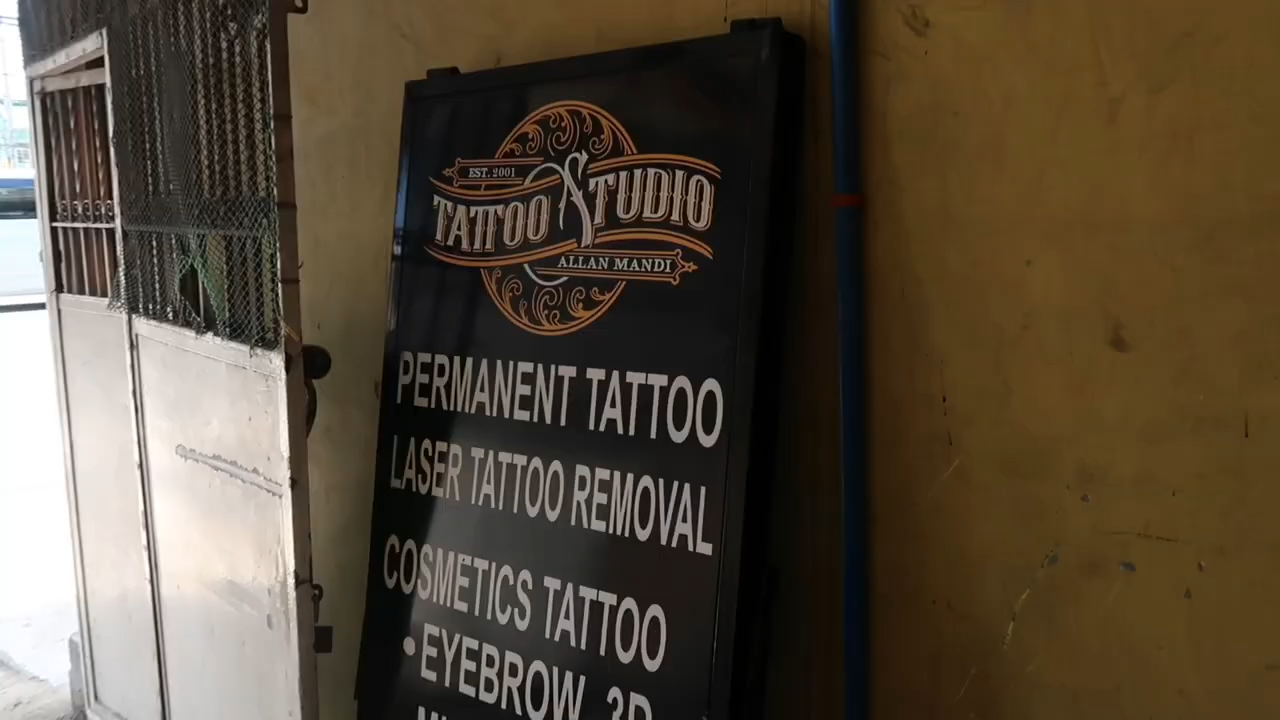 EST. 2001
TATTOO STUDIO
ALLAN MANDI
PERMANENT TATTOO
LASER TATTOO REMOVAL
COSMETICS TATTOO
• EYEBROW 3D